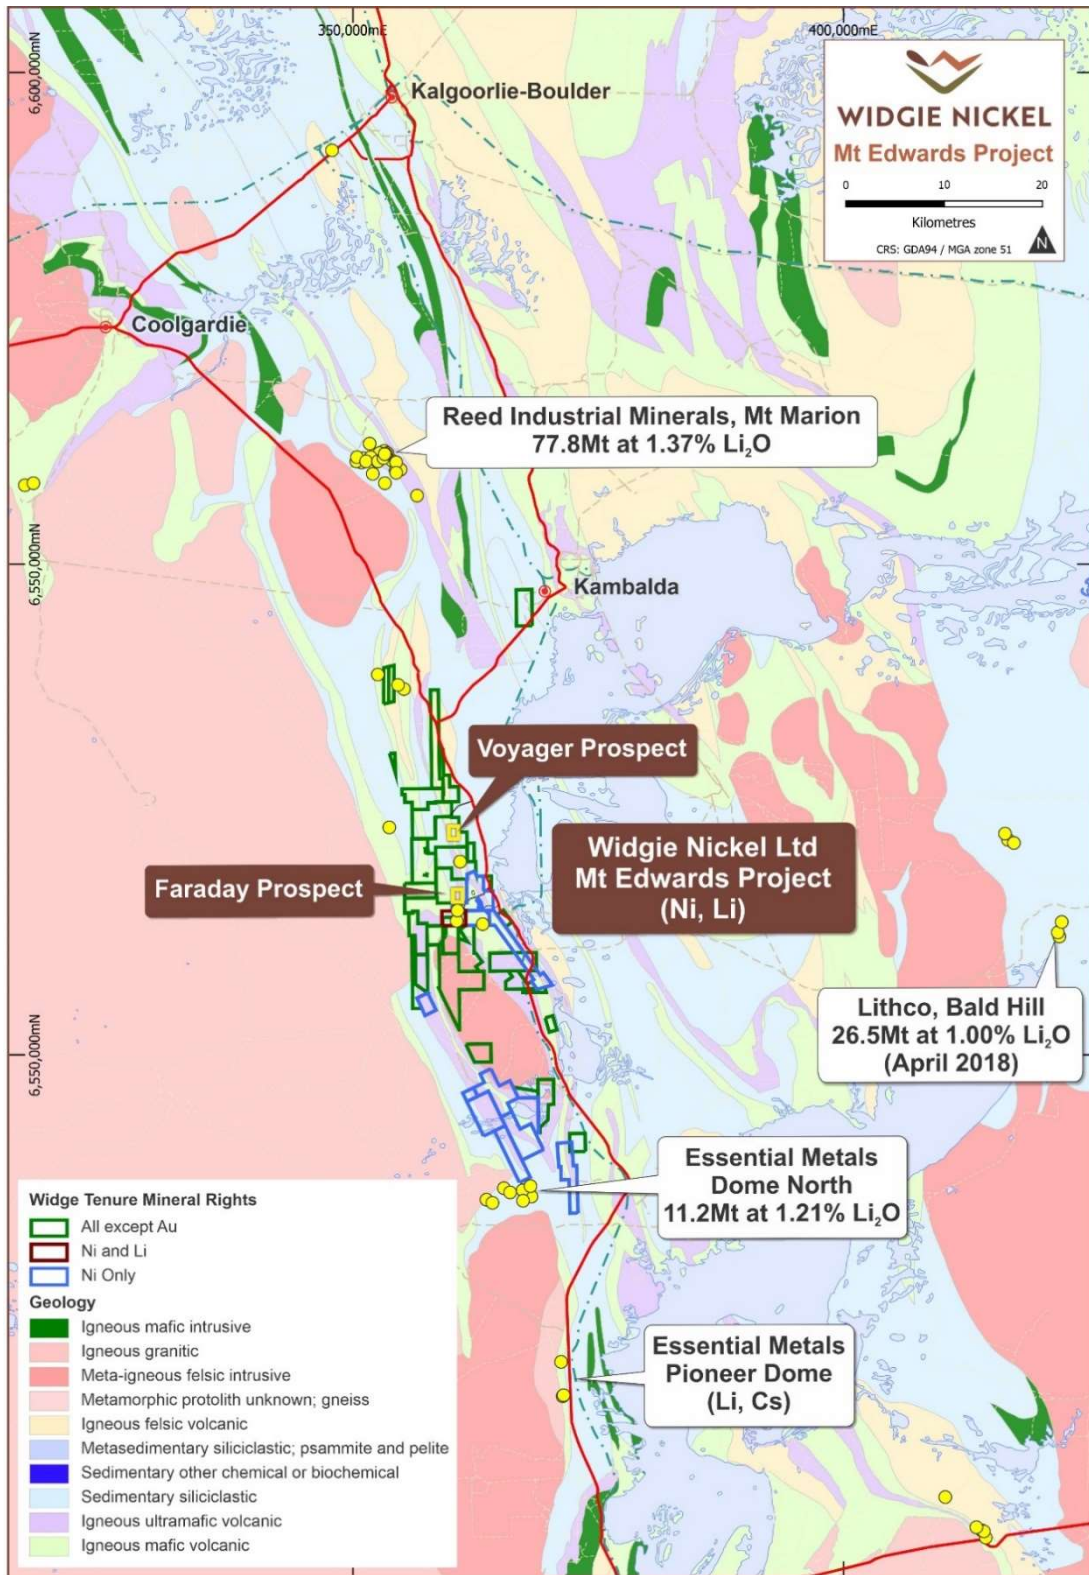 350,000mE
400,000mE
6,600,000mN
WIDGIE NICKEL
Mt Edwards Project
0 10 20
Kilometres
CRS: GDA94 / MGA zone 51
N
Kalgoorlie-Boulder
Coolgardie
Reed Industrial Minerals, Mt Marion
77.8Mt at 1.37% Li₂O
6,550,000mN
Kambalda
Voyager Prospect
Widgie Nickel Ltd
Mt Edwards Project
(Ni, Li)
Faraday Prospect
Lithco, Bald Hill
26.5Mt at 1.00% Li₂O
(April 2018)
6,550,000mN
Essential Metals
Dome North
11.2Mt at 1.21% Li₂O
Essential Metals
Pioneer Dome
(Li, Cs)
Widge Tenure Mineral Rights
All except Au
Ni and Li
Ni Only
Geology
Igneous mafic intrusive
Igneous granitic
Meta-igneous felsic intrusive
Metamorphic protolith unknown; gneiss
Igneous felsic volcanic
Metasedimentary siliciclastic; psammite and pelite
Sedimentary other chemical or biochemical
Sedimentary siliciclastic
Igneous ultramafic volcanic
Igneous mafic volcanic